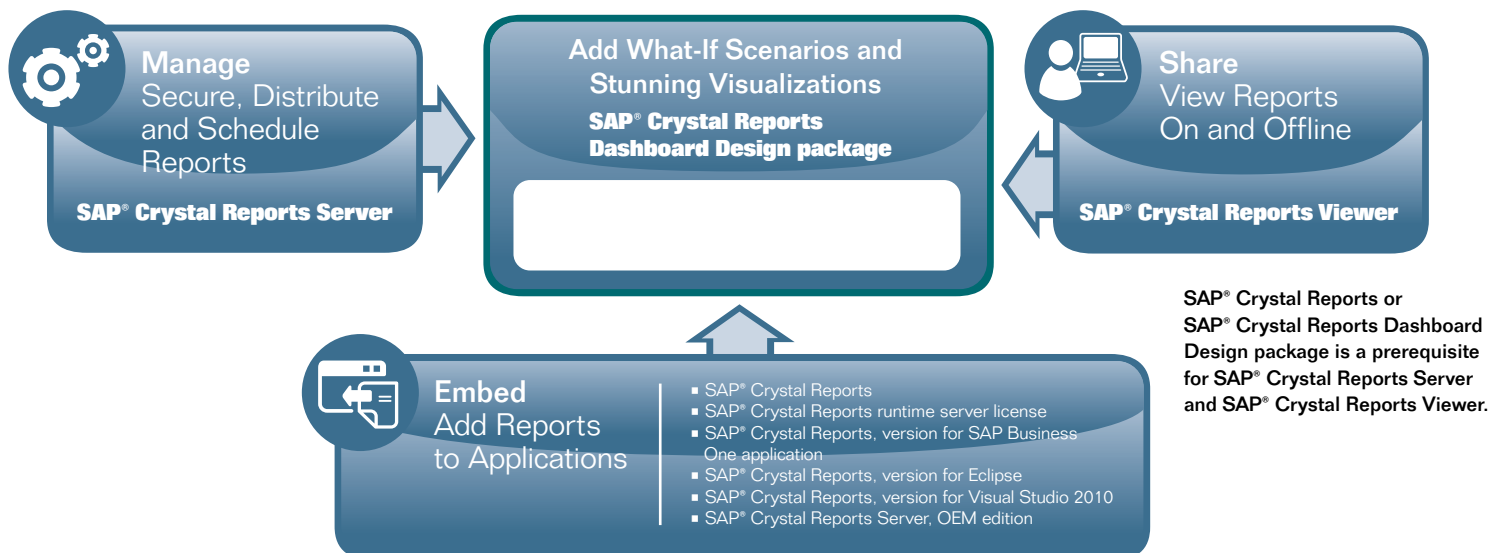 Manage
Secure, Distribute
and Schedule
Reports
SAP® Crystal Reports Server
Add What-If Scenarios and
Stunning Visualizations
SAP® Crystal Reports
Dashboard Design package
Share
View Reports
On and Offline
SAP® Crystal Reports Viewer
SAP® Crystal Reports or
SAP® Crystal Reports Dashboard
Design package is a prerequisite
for SAP® Crystal Reports Server
and SAP® Crystal Reports Viewer.
Embed
Add Reports
to Applications
▪ SAP® Crystal Reports
▪ SAP® Crystal Reports runtime server license
▪ SAP® Crystal Reports, version for SAP Business
One application
▪ SAP® Crystal Reports, version for Eclipse
▪ SAP® Crystal Reports, version for Visual Studio 2010
▪ SAP® Crystal Reports Server, OEM edition